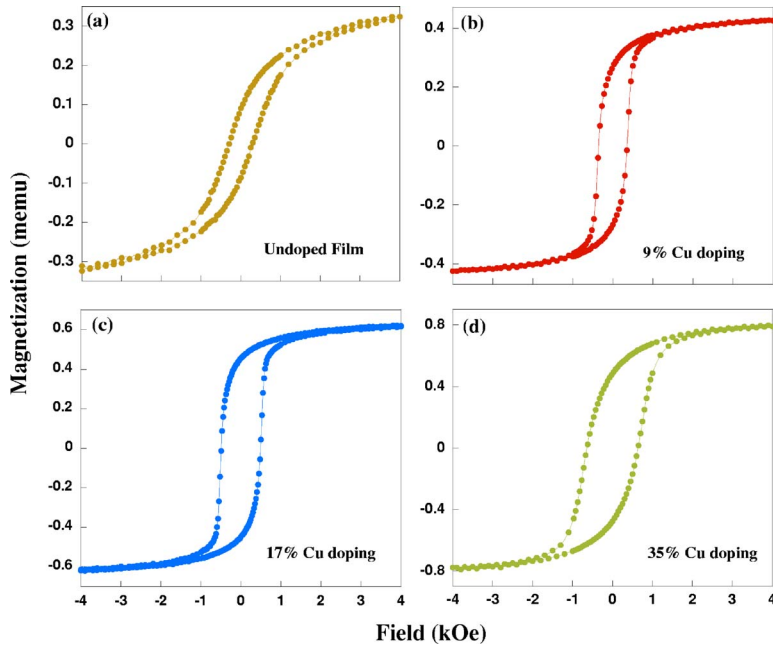 (a)
0.3
0.2
0.1
0
-0.1
-0.2
-0.3
Undoped Film
(b)
0.4
0.2
0
-0.2
-0.4
9% Cu doping
Magnetization (memu)
(c)
0.6
0.4
0.2
0
-0.2
-0.4
-0.6
17% Cu doping
-4 -3 -2 -1 0 1 2 3 4
(d)
0.8
0.4
0
-0.4
-0.8
35% Cu doping
-4 -3 -2 -1 0 1 2 3 4
Field (kOe)